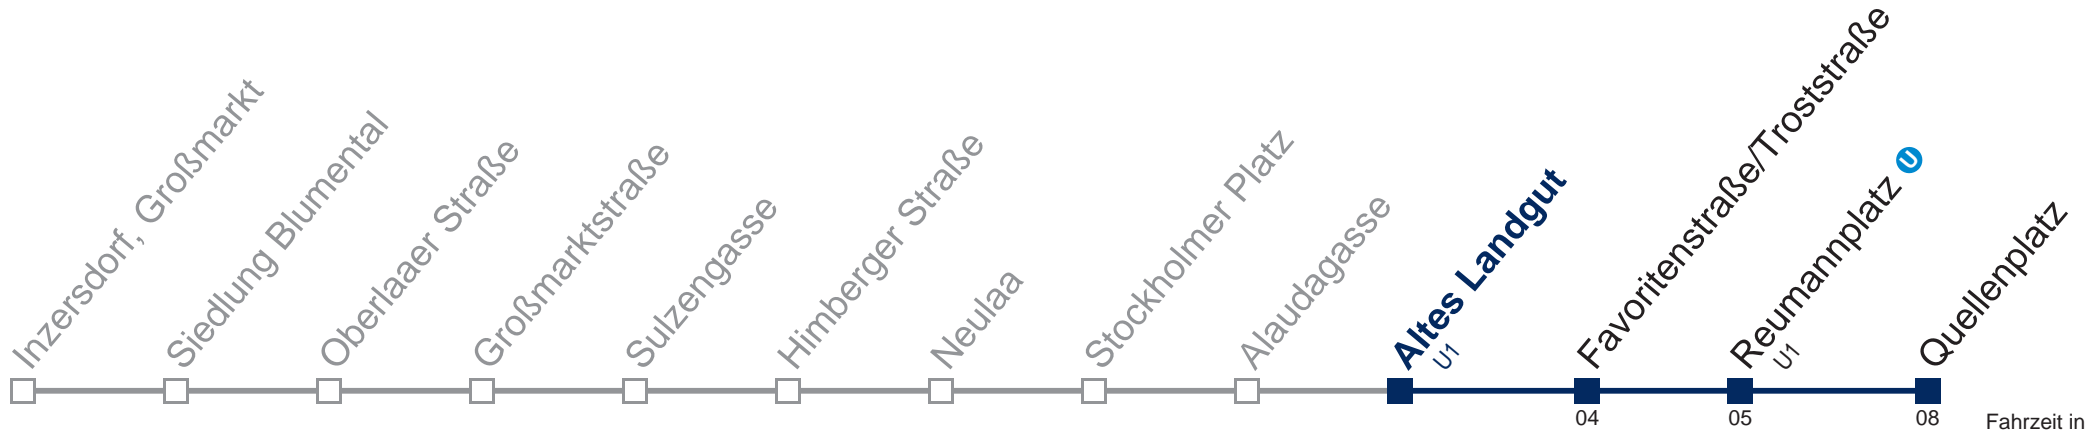 Inzersdorf, Großmarkt
Siedlung Blumental
Oberlaaer Straße
Großmarktstraße
Sulzengasse
Himberger Straße
Neulaa
Stockholmer Platz
Alaudagasse
Altes Landgut
U1
Favoritenstraße/Troststraße
Reumannplatz U
U1
Quellenplatz
04
05
08
Fahrzeit in